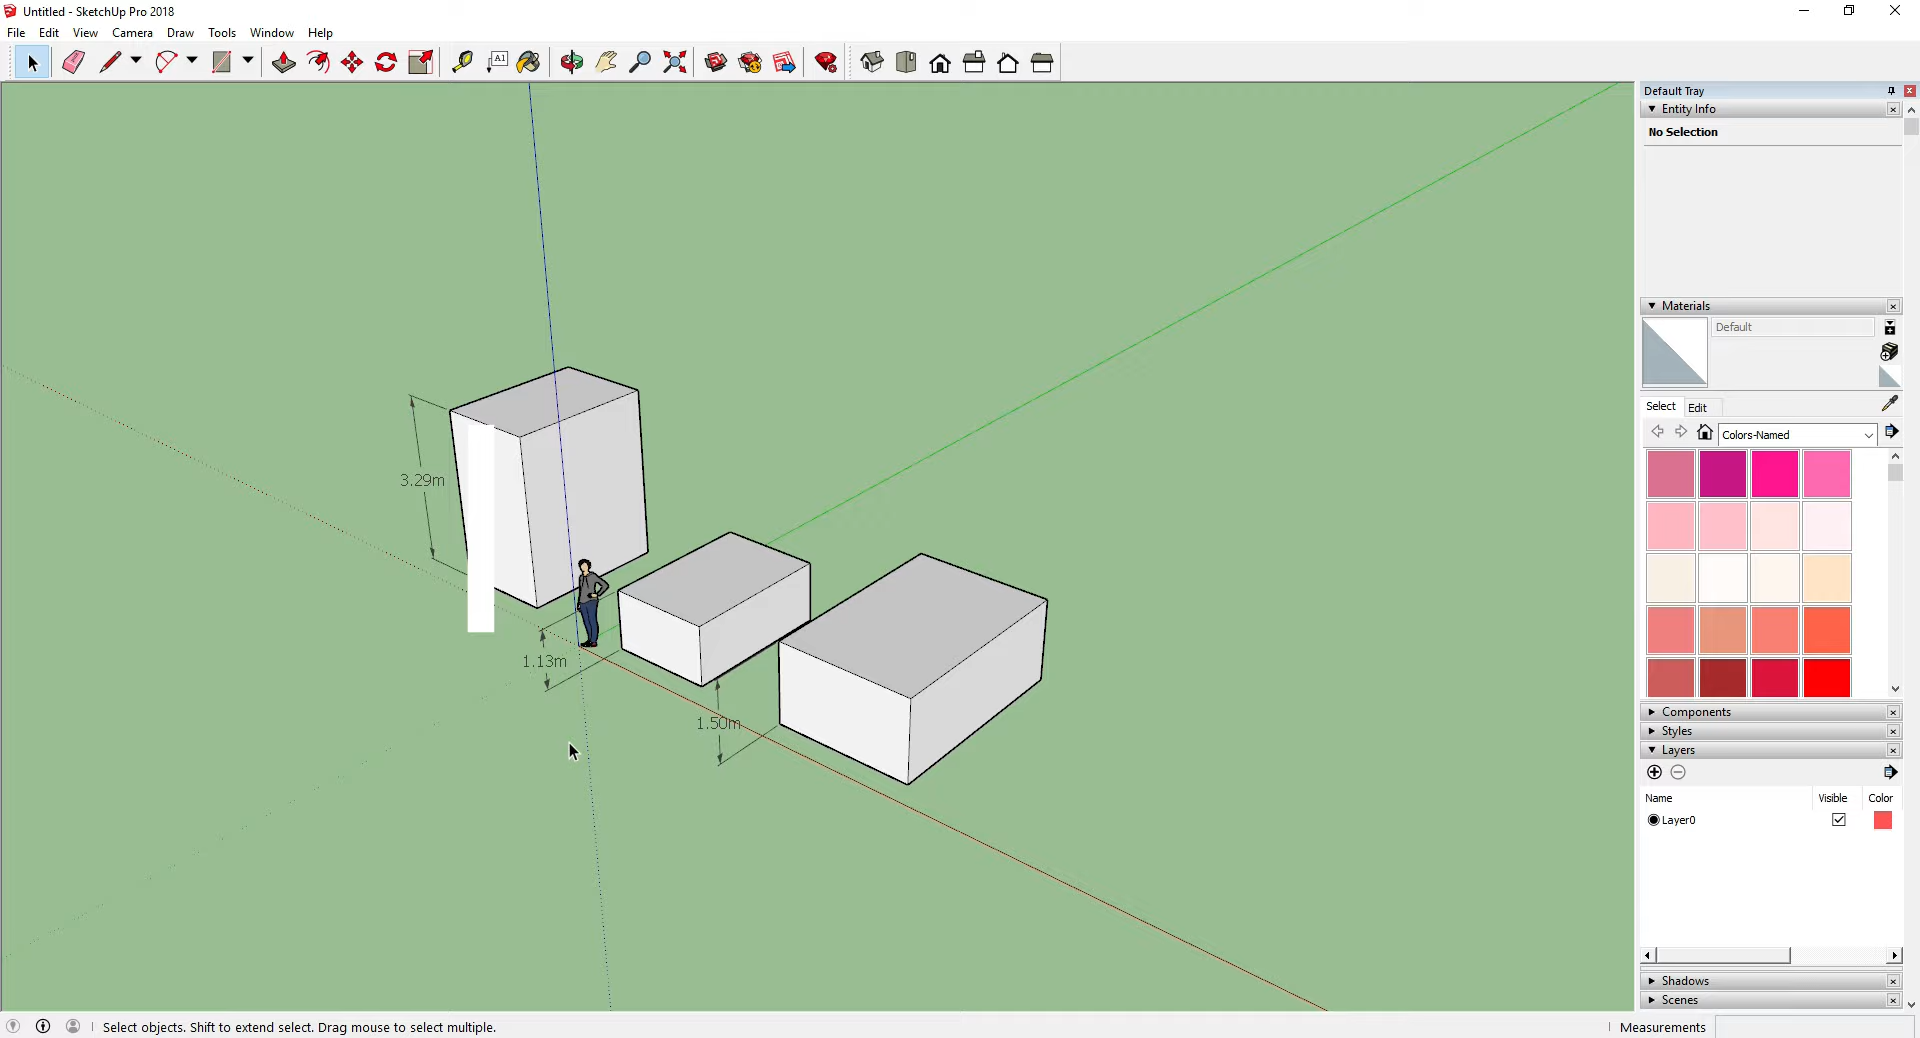 Untitled - SketchUp Pro 2018
File Edit View Camera Draw Tools Window Help
A1
Default Tray
Entity Info
No Selection
Materials
Default
Select Edit
Colors-Named
3.29m
1.13m
1.50m
Components
Styles
Layers
Name Visible Color
Layer0
Shadows
Scenes
Select objects. Shift to extend select. Drag mouse to select multiple.
Measurements